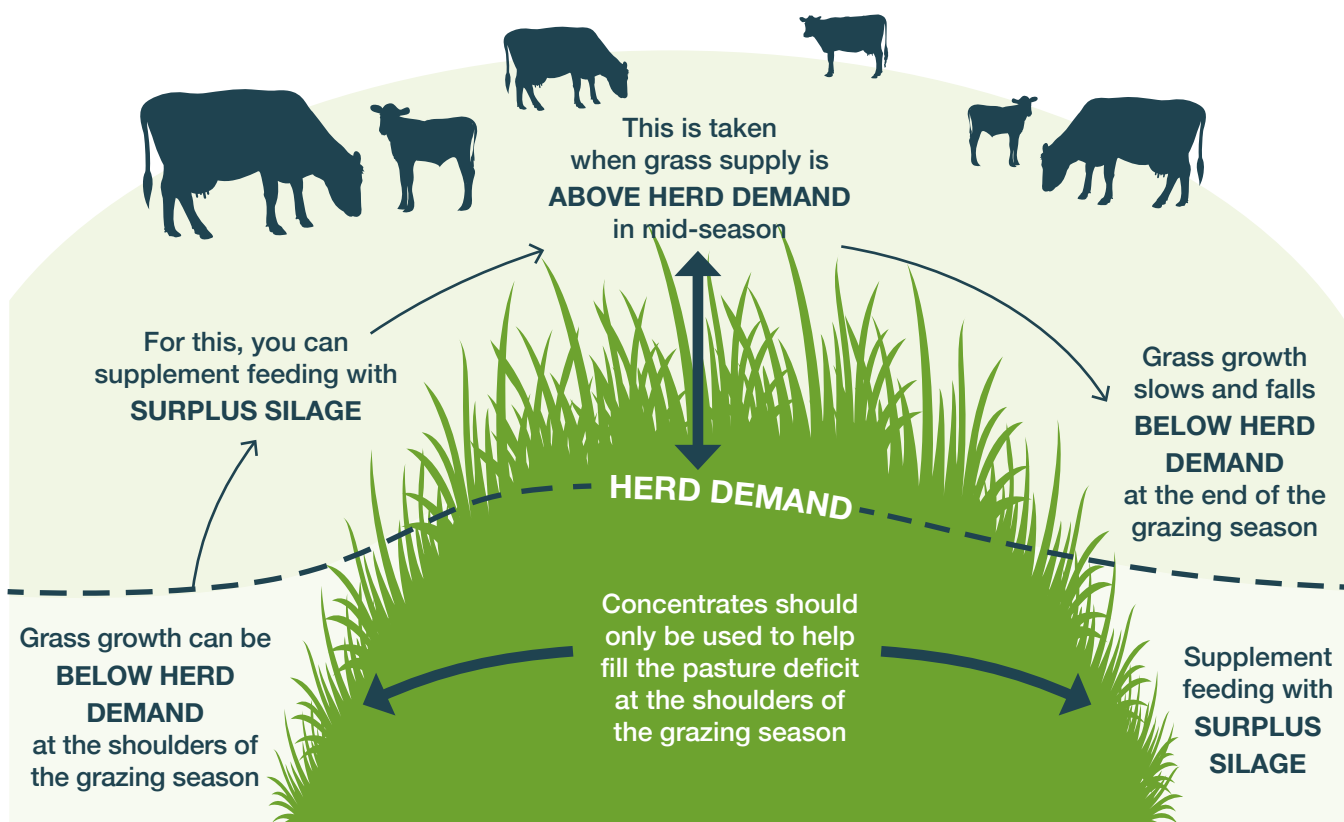 This is taken
when grass supply is
ABOVE HERD DEMAND
in mid-season
For this, you can
supplement feeding with
SURPLUS SILAGE
Grass growth
slows and falls
BELOW HERD
DEMAND
at the end of the
grazing season
HERD DEMAND
Grass growth can be
BELOW HERD
DEMAND
at the shoulders of
the grazing season
Concentrates should
only be used to help
fill the pasture deficit
at the shoulders of
the grazing season
Supplement
feeding with
SURPLUS
SILAGE